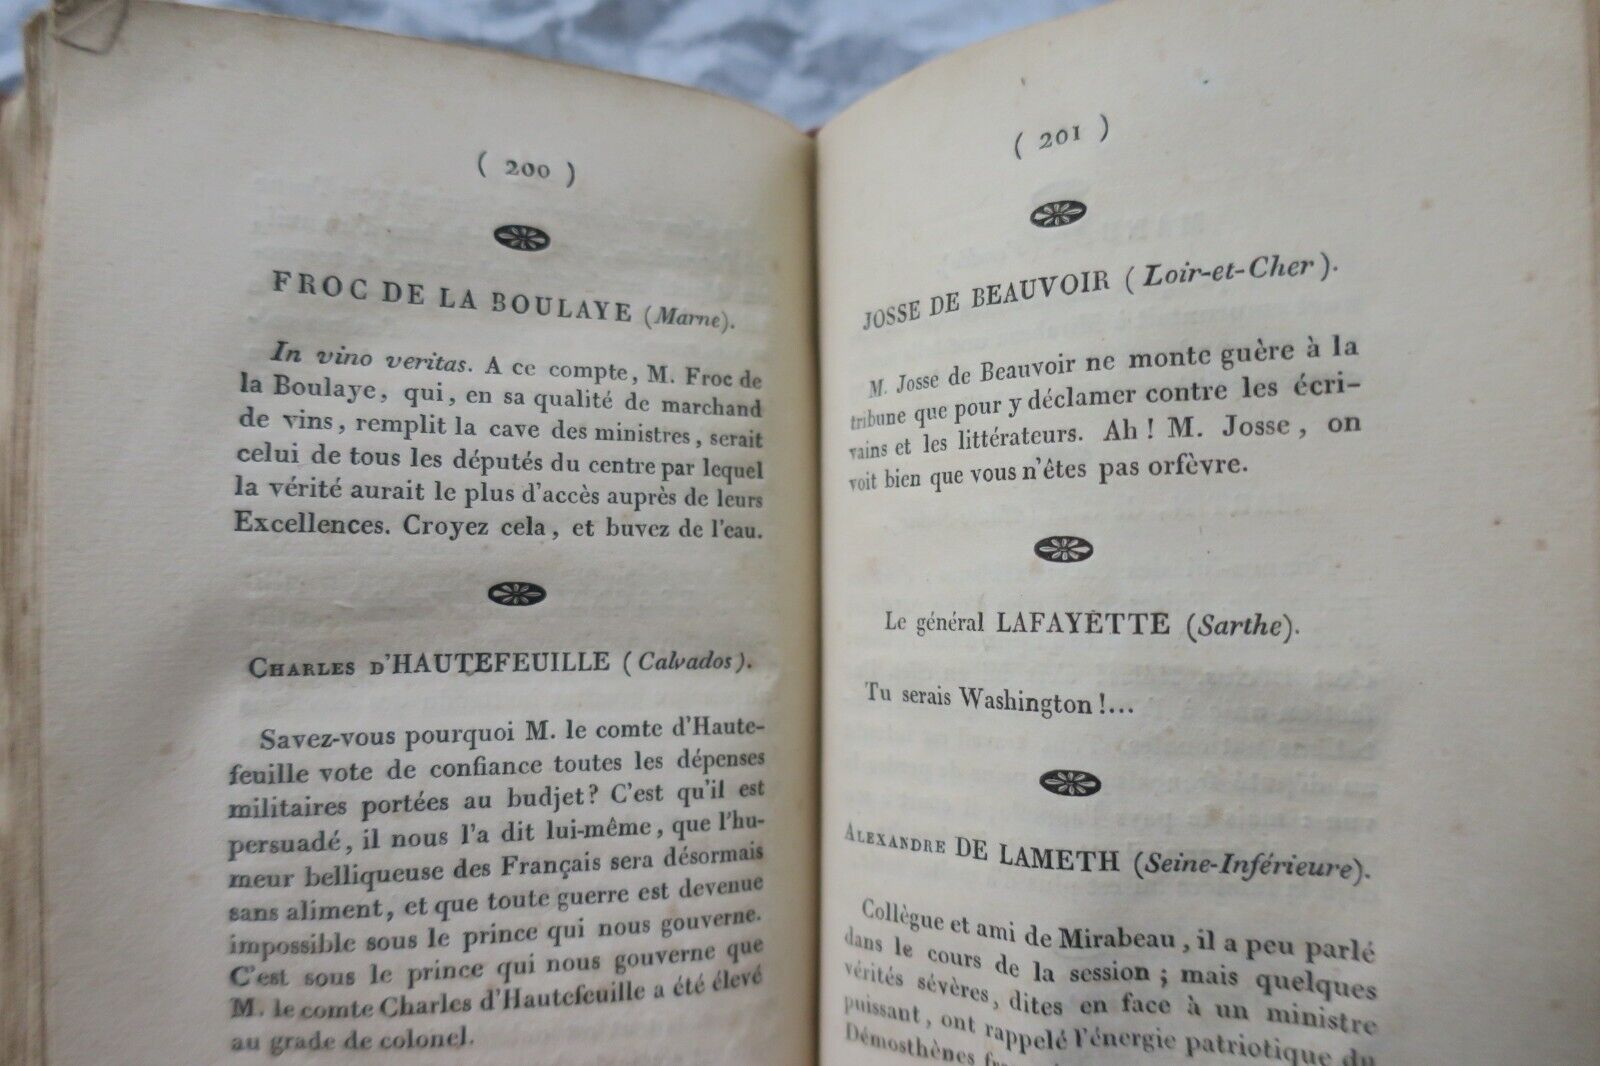 ( 200 )
FROC DE LA BOULAYE (Marne).
In vino veritas. A ce compte, M. Froc de
la Boulaye, qui, en sa qualité de marchand
de vins, remplit la cave des ministres, serait
celui de tous les députés du centre par lequel
la vérité aurait le plus d'accès auprès de leurs
Excellences. Croyez cela, et buvez de l'eau.
CHARLES D'HAUTEFEUILLE (Calvados).
Savez-vous pourquoi M. le comte d'Haute-
feuille vote de confiance toutes les dépenses
militaires portées au budjet? C'est qu'il est
persuadé, il nous l'a dit lui-même, que l'hu-
meur belliqueuse des Français sera désormais
sans aliment, et que toute guerre est devenue
impossible sous le prince qui nous gouverne.
C'est sous le prince qui nous gouverne que
M. le comte Charles d'Hautefeuille a été élevé
au grade de colonel.
( 201 )
JOSSE DE BEAUVOIR (Loir-et-Cher).
M. Josse de Beauvoir ne monte guère à la
tribune que pour y déclamer contre les écri-
vains et les littérateurs. Ah! M. Josse, on
voit bien que vous n'êtes pas orfèvre.
Le général LAFAYETTE (Sarthe).
Tu serais Washington!...
ALEXANDRE DE LAMETH (Seine-Inférieure).
Collègue et ami de Mirabeau, il a peu parlé
dans le cours de la session; mais quelques
vérités sévères, dites en face à un ministre
puissant, ont rappelé l'énergie patriotique du
Démosthènes